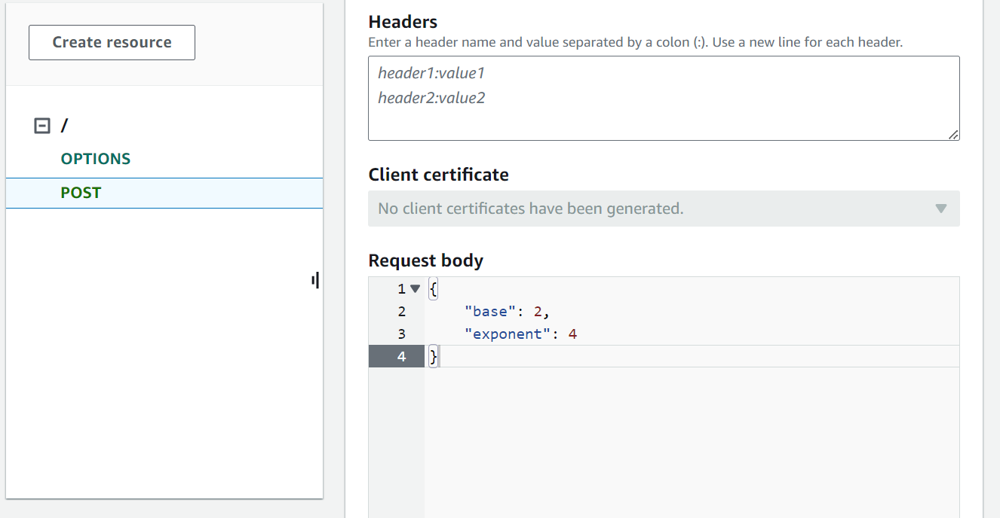 Create resource
/
OPTIONS
POST
Headers
Enter a header name and value separated by a colon (:). Use a new line for each header.
header1:value1
header2:value2
Client certificate
No client certificates have been generated.
Request body
1 {
2 "base": 2,
3 "exponent": 4
4 }